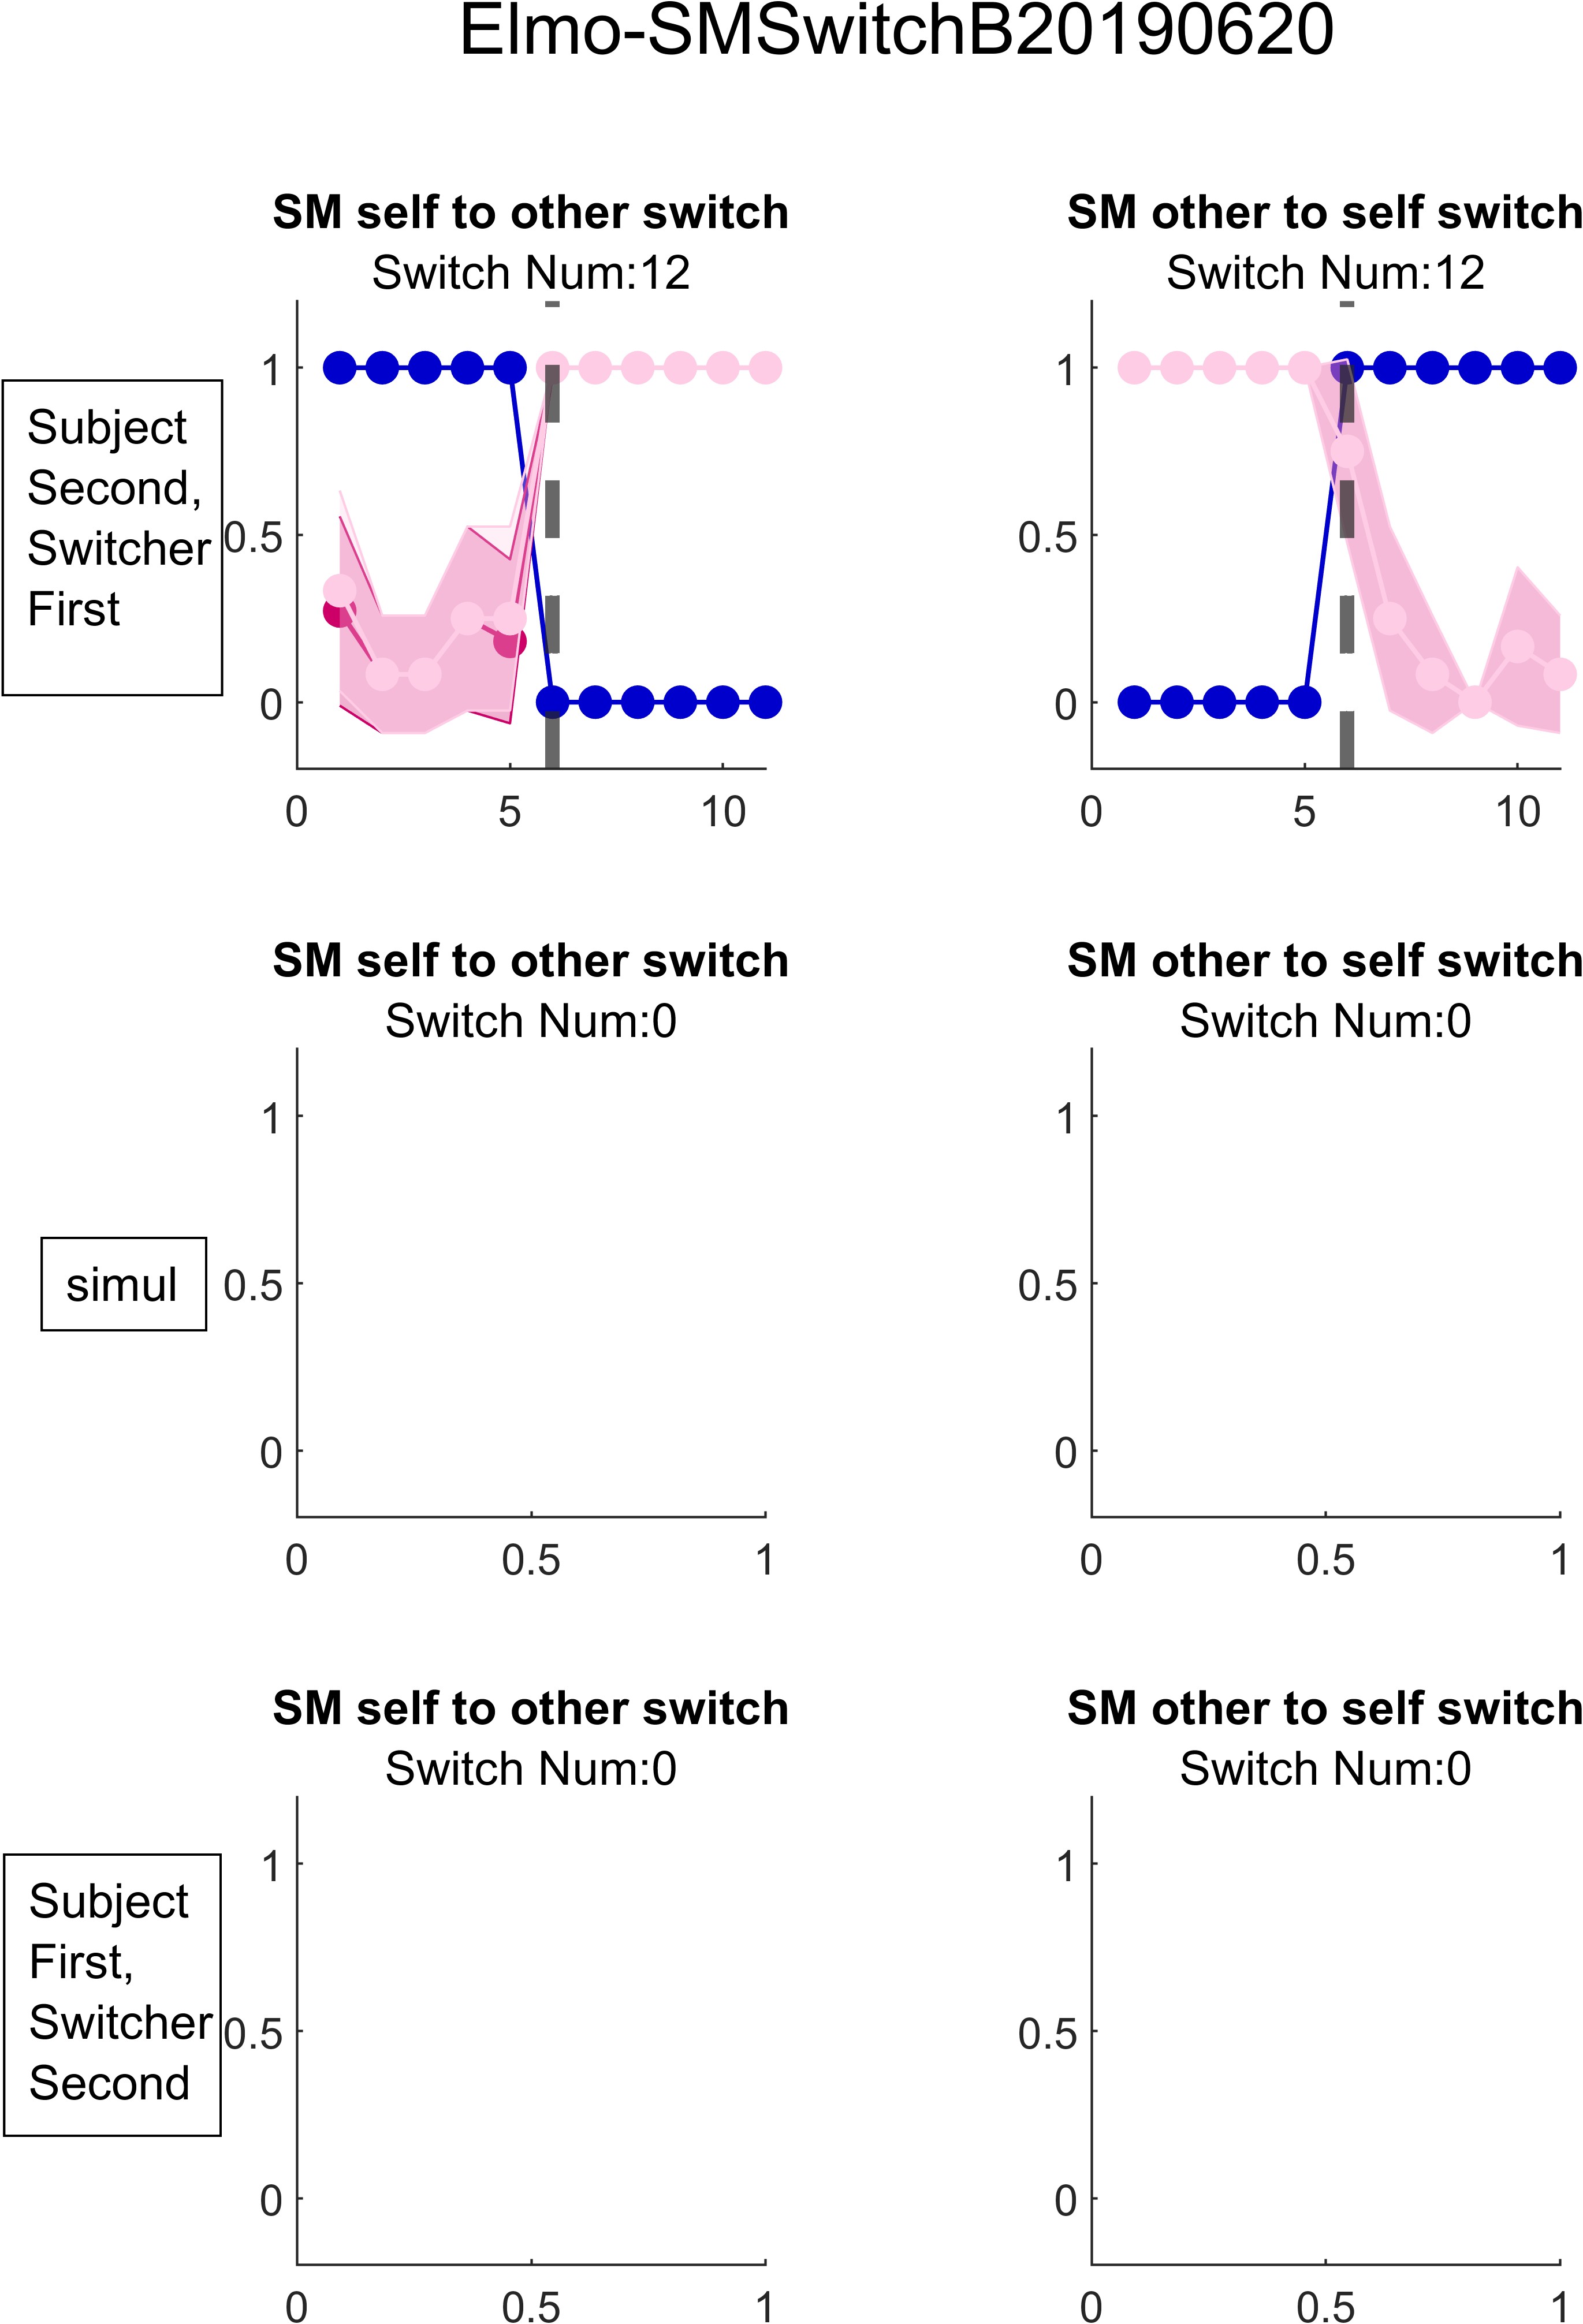 Elmo-SMSwitchB20190620
SM self to other switch
Switch Num:12
SM other to self switch
Switch Num:12
Subject
Second,
Switcher
First
1
0.5
0
0
5
10
1
0.5
0
0
5
10
SM self to other switch
Switch Num:0
SM other to self switch
Switch Num:0
simul
1
0.5
0
0
0.5
1
1
0.5
0
0
0.5
1
SM self to other switch
Switch Num:0
SM other to self switch
Switch Num:0
Subject
First,
Switcher
Second
1
0.5
0
0
0.5
1
1
0.5
0
0
0.5
1